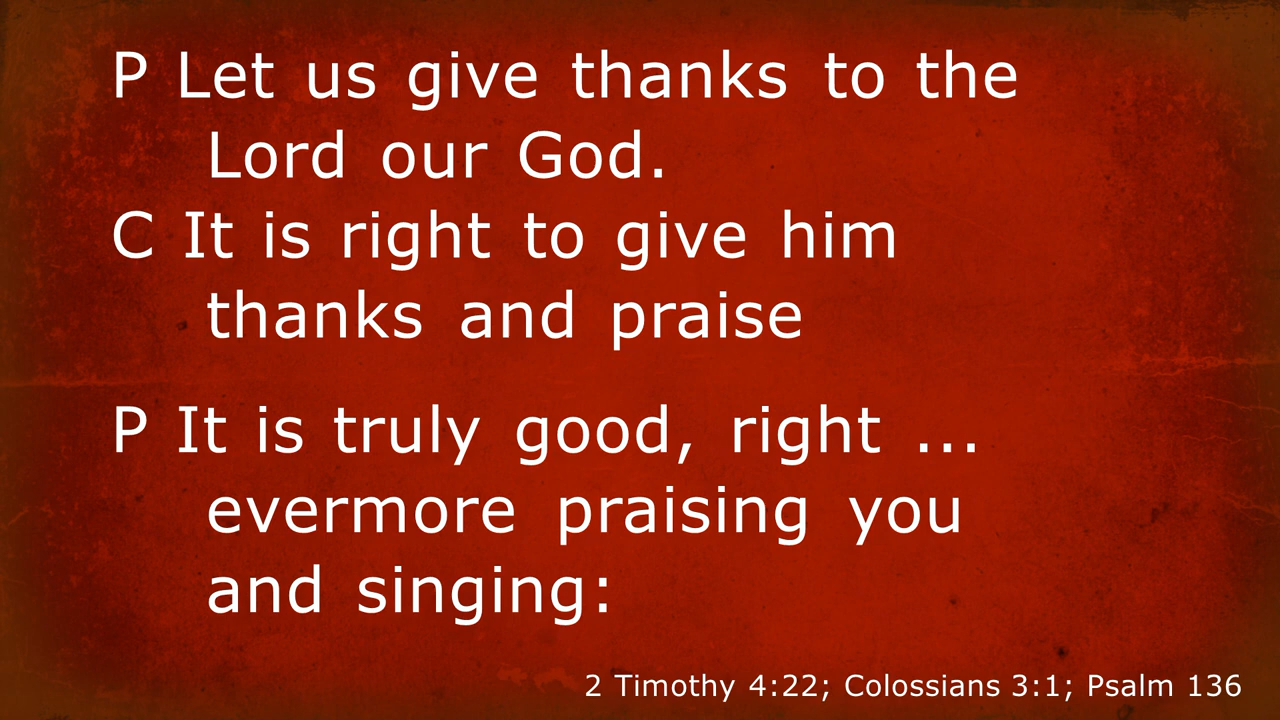 P Let us give thanks to the
Lord our God.
C It is right to give him
thanks and praise
P It is truly good, right ...
evermore praising you
and singing:
2 Timothy 4:22; Colossians 3:1; Psalm 136